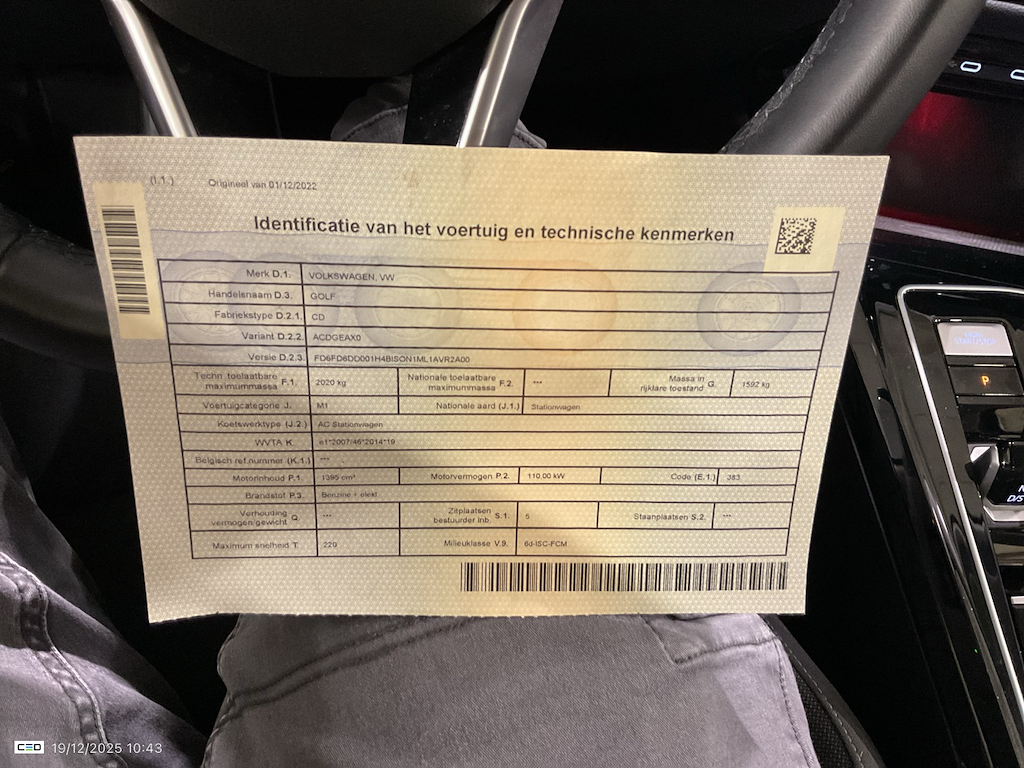 (I.1.) Origineel van 01/12/2022
Identificatie van het voertuig en technische kenmerken
Merk D.1. VOLKSWAGEN, VW
Handelsnaam D.3. GOLF
Fabriekstype D.2.1. CD
Variant D.2.2. ACDGEAX0
Versie D.2.3. FD6FD6DD001H4BISON1ML1AVR2A00
Techn. toelaatbare maximummassa F.1. 2020 kg Nationale toelaatbare maximummassa F.2. *** Massa in rijklare toestand G. 1592 kg
Voertuigcategorie J. M1 Nationale aard (J.1.) Stationwagen
Koetswerktype (J.2.) AC Stationwagen
WVTA K. e1*2007/46*2014*19
Belgisch ref.nummer (K.1.) ***
Motorinhoud P.1. 1395 cm³ Motorvermogen P.2. 110,00 kW Code (E.1.) 383
Brandstof P.3. Benzine + elekt
Verhouding vermogen/gewicht Q. *** Zitplaatsen bestuurder inb. S.1. 5 Staanplaatsen S.2. ***
Maximum snelheid T. 220 Milieuklasse V.9. 6d-ISC-FCM
P
N
D/S
CEO 19/12/2025 10:43